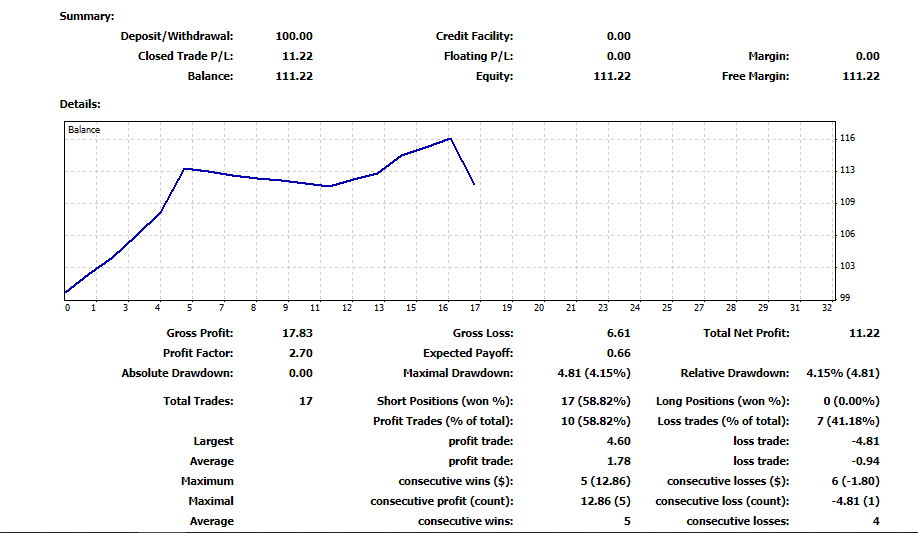 Summary:
Deposit/Withdrawal: 100.00 Credit Facility: 0.00
Closed Trade P/L: 11.22 Floating P/L: 0.00 Margin: 0.00
Balance: 111.22 Equity: 111.22 Free Margin: 111.22
Details:
Balance
116
113
109
106
103
99
0 1 3 4 5 7 8 9 11 12 13 15 16 17 19 20 21 23 24 25 27 28 29 31 32
Gross Profit: 17.83 Gross Loss: 6.61 Total Net Profit: 11.22
Profit Factor: 2.70 Expected Payoff: 0.66
Absolute Drawdown: 0.00 Maximal Drawdown: 4.81 (4.15%) Relative Drawdown: 4.15% (4.81)
Total Trades: 17 Short Positions (won %): 17 (58.82%) Long Positions (won %): 0 (0.00%)
Profit Trades (% of total): 10 (58.82%) Loss trades (% of total): 7 (41.18%)
Largest profit trade: 4.60 loss trade: -4.81
Average profit trade: 1.78 loss trade: -0.94
Maximum consecutive wins ($): 5 (12.86) consecutive losses ($): 6 (-1.80)
Maximal consecutive profit (count): 12.86 (5) consecutive loss (count): -4.81 (1)
Average consecutive wins: 5 consecutive losses: 4